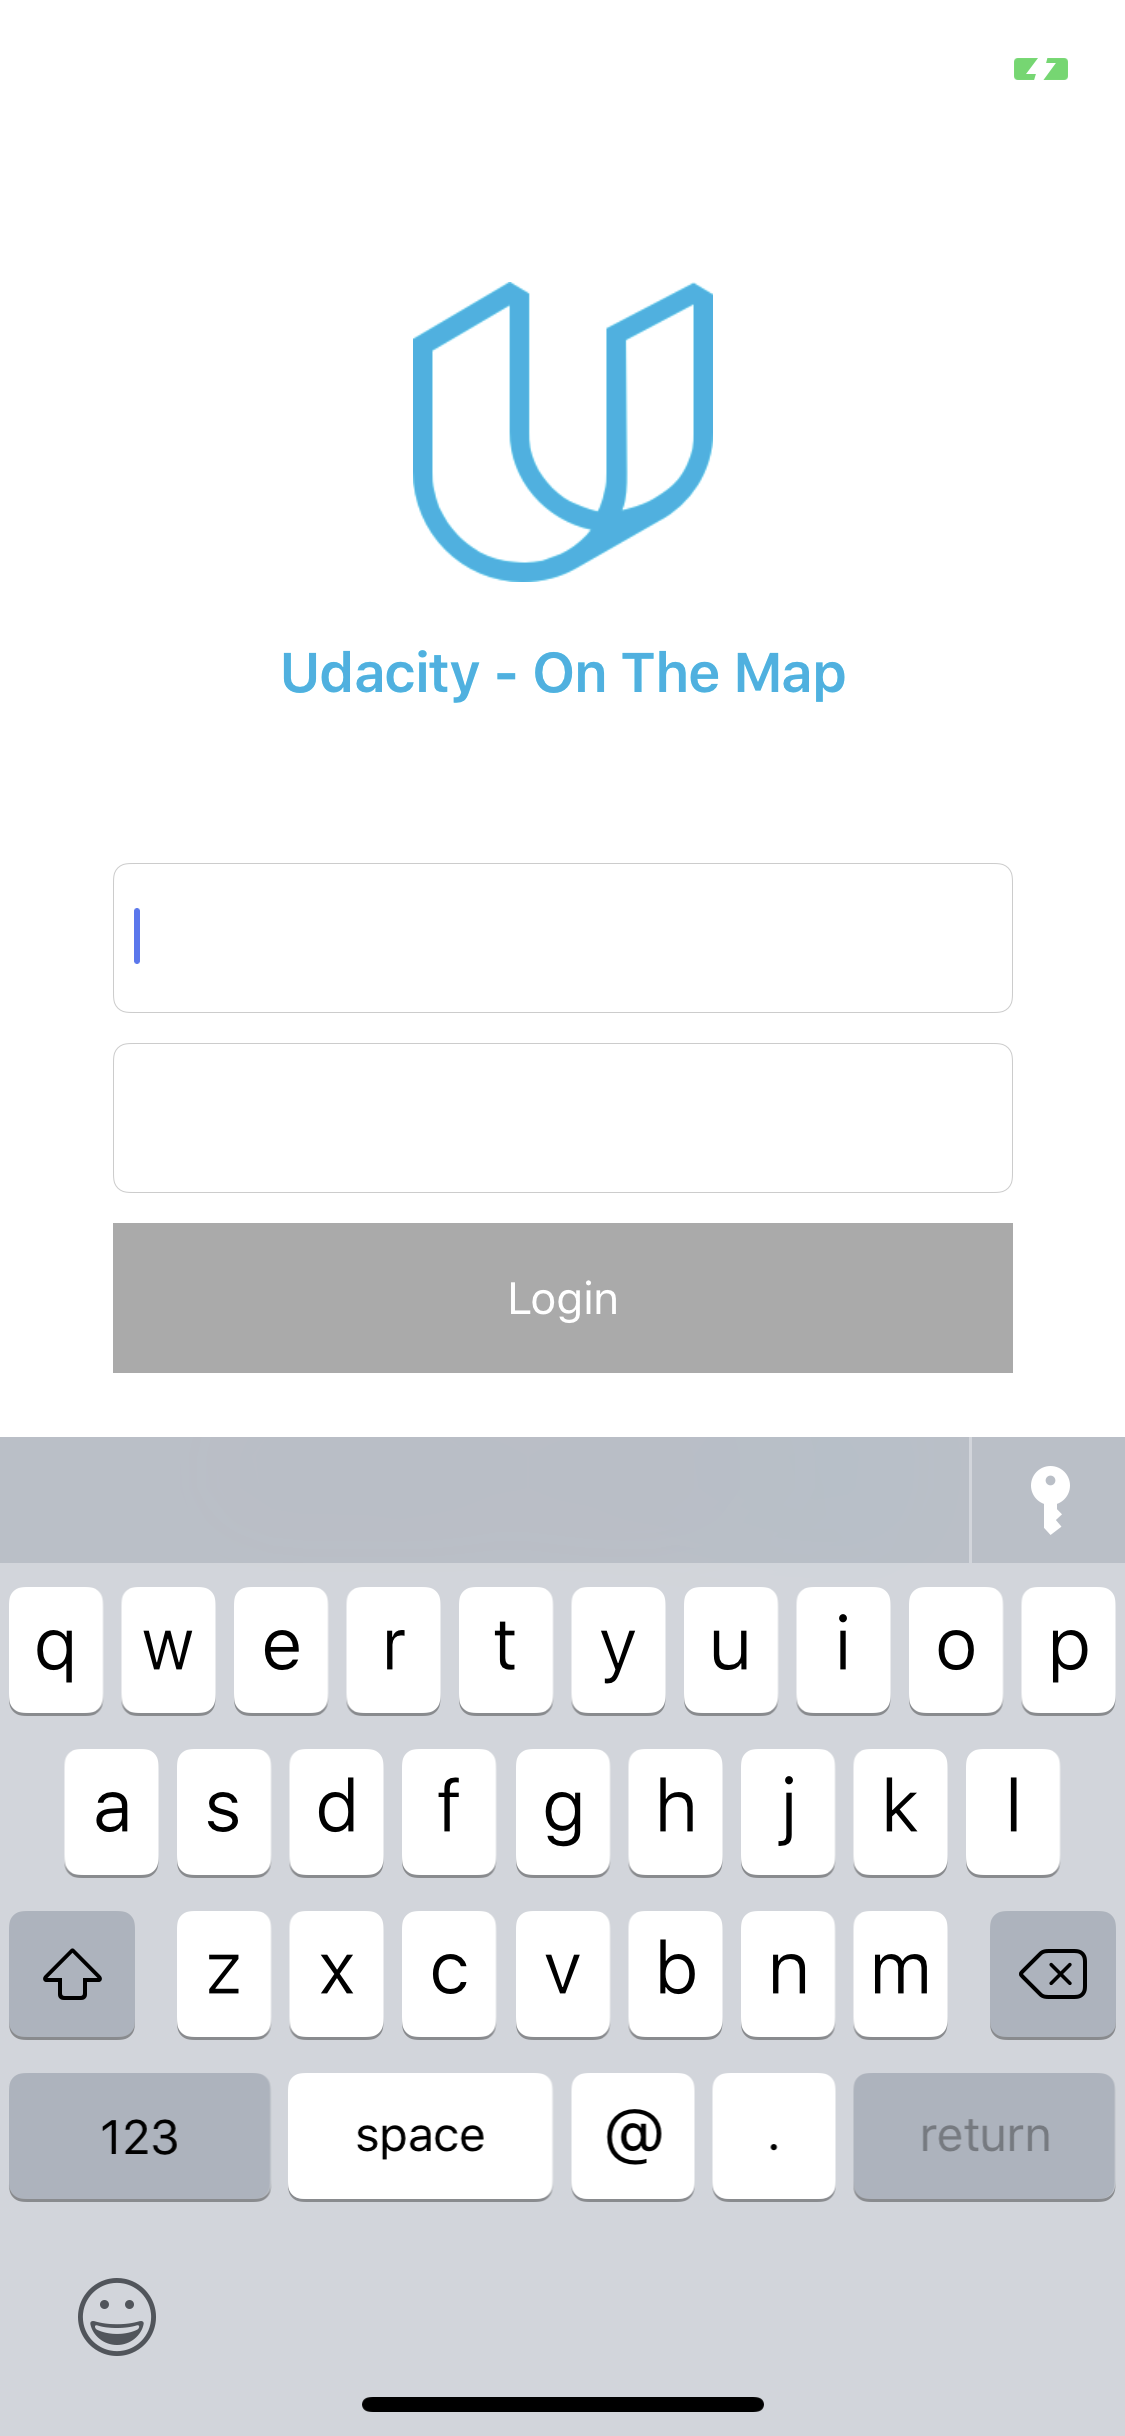 Udacity - On The Map
Login
q w e r t y u i o p
a s d f g h j k l
z x c v b n m
123 space @ . return